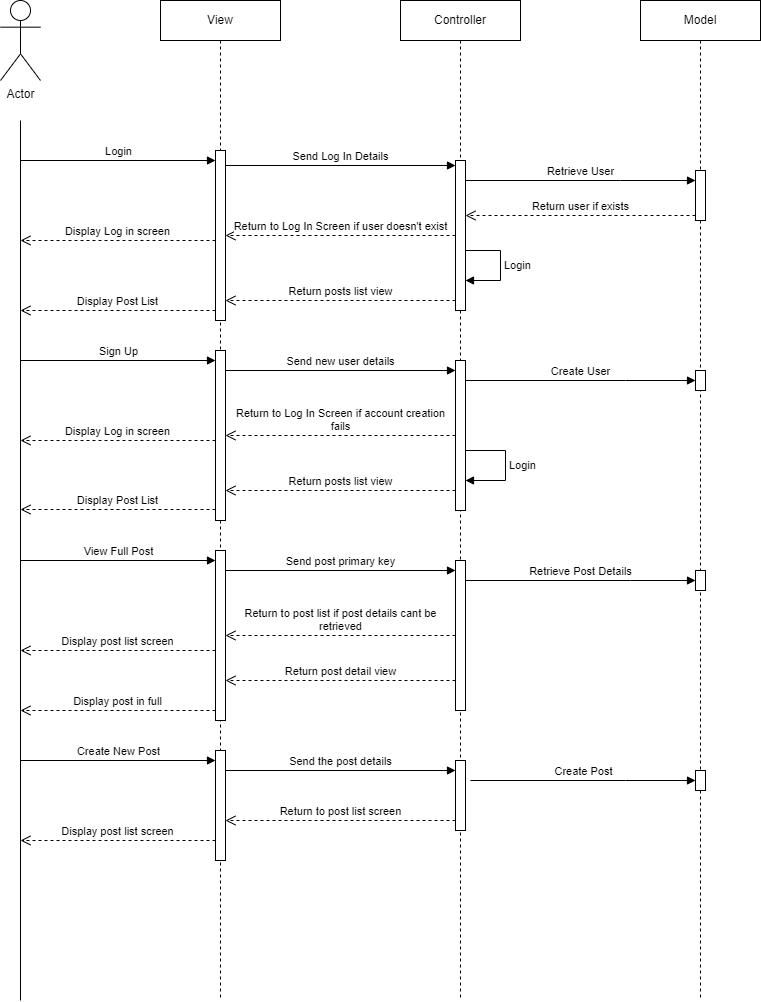 View
Controller
Model
Actor
Login
Send Log In Details
Retrieve User
Return user if exists
Return to Log In Screen if user doesn't exist
Display Log in screen
Login
Return posts list view
Display Post List
Sign Up
Send new user details
Create User
Return to Log In Screen if account creation
fails
Display Log in screen
Login
Return posts list view
Display Post List
View Full Post
Send post primary key
Retrieve Post Details
Return to post list if post details cant be
retrieved
Display post list screen
Return post detail view
Display post in full
Create New Post
Send the post details
Create Post
Return to post list screen
Display post list screen